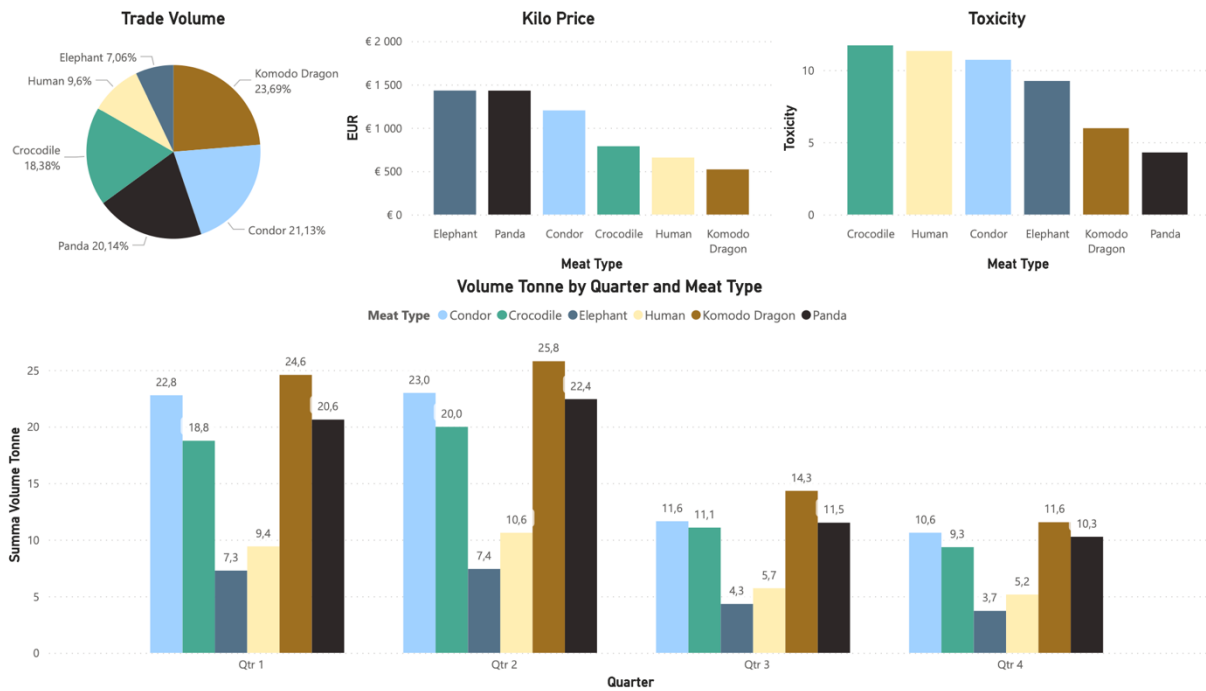 Trade Volume
Elephant 7,06%
Human 9,6%
Komodo Dragon
23,69%
Crocodile
18,38%
Condor 21,13%
Panda 20,14%
Kilo Price
EUR
€ 2 000
€ 1 500
€ 1 000
€ 500
€ 0
Elephant Panda Condor Crocodile Human Komodo
Dragon
Meat Type
Toxicity
Toxicity
10
5
0
Crocodile Human Condor Elephant Komodo
Dragon Panda
Meat Type
Volume Tonne by Quarter and Meat Type
Meat Type Condor Crocodile Elephant Human Komodo Dragon Panda
Summa Volume Tonne
25
20
15
10
5
0
22,8 18,8 7,3 9,4 24,6 20,6
23,0 20,0 7,4 10,6 25,8 22,4
11,6 11,1 4,3 5,7 14,3 11,5
10,6 9,3 3,7 5,2 11,6 10,3
Qtr 1 Qtr 2 Qtr 3 Qtr 4
Quarter